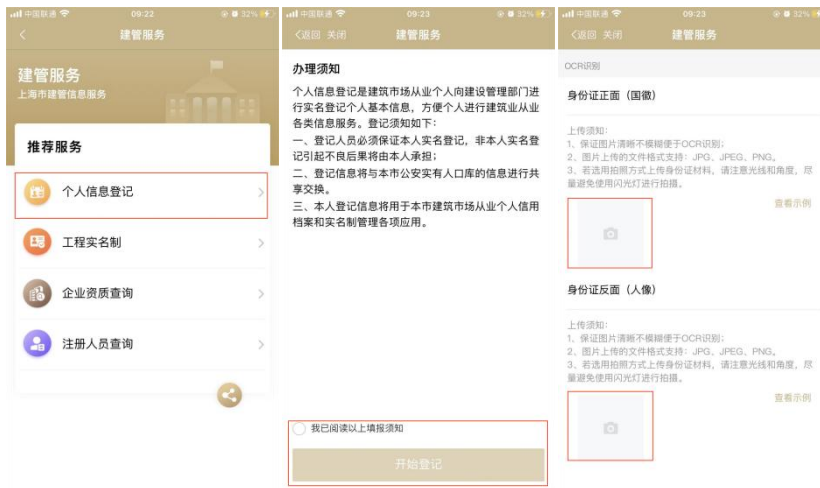 中国联通
09:22
32%
建管服务
建管服务
上海市建管信息服务
推荐服务
个人信息登记
工程实名制
企业资质查询
注册人员查询
中国联通
09:23
32%
返回 关闭
建管服务
办理须知
个人信息登记是建筑市场从业个人向建设管理部门进
行实名登记个人基本信息，方便个人进行建筑业从业
各类信息服务。登记须知如下：
一、登记人员必须保证本人实名登记，非本人实名登
记引起不良后果将由本人承担；
二、登记信息将与本市公安实有人口库的信息进行共
享交换。
三、本人登记信息将用于本市建筑市场从业个人信用
档案和实名制管理各项应用。
我已阅读以上填报须知
开始登记
中国联通
09:23
32%
返回 关闭
建管服务
OCR识别
身份证正面（国徽）
上传须知：
1、保证图片清晰不模糊便于OCR识别；
2、图片上传的文件格式支持：JPG、JPEG、PNG。
3、若选用拍照方式上传身份证材料，请注意光线和角度，尽
量避免使用闪光灯进行拍摄。
查看示例
身份证反面（人像）
上传须知：
1、保证图片清晰不模糊便于OCR识别；
2、图片上传的文件格式支持：JPG、JPEG、PNG。
3、若选用拍照方式上传身份证材料，请注意光线和角度，尽
量避免使用闪光灯进行拍摄。
查看示例